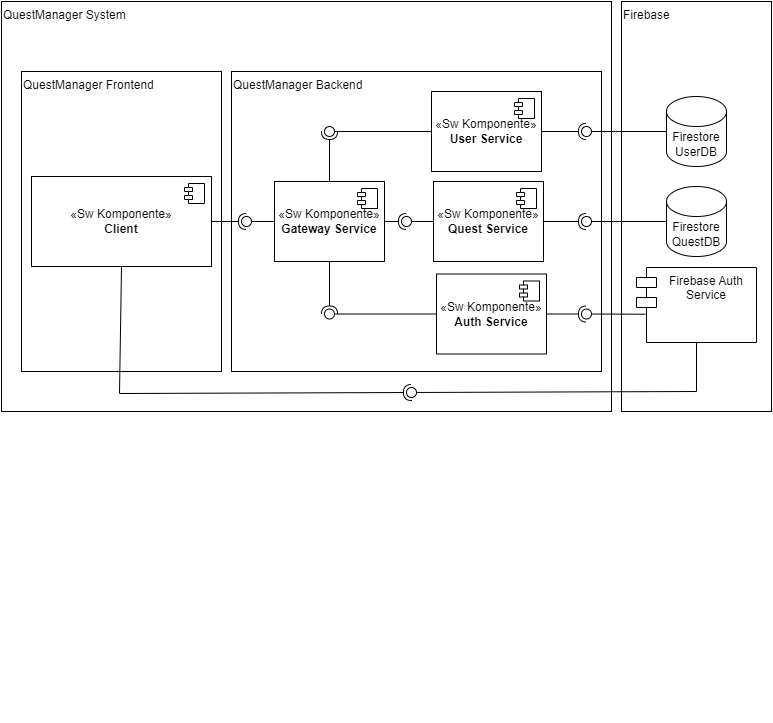 QuestManager System
Firebase
QuestManager Frontend
QuestManager Backend
«Sw Komponente»
User Service
Firestore
UserDB
«Sw Komponente»
Client
«Sw Komponente»
Gateway Service
«Sw Komponente»
Quest Service
Firestore
QuestDB
«Sw Komponente»
Auth Service
Firebase Auth
Service